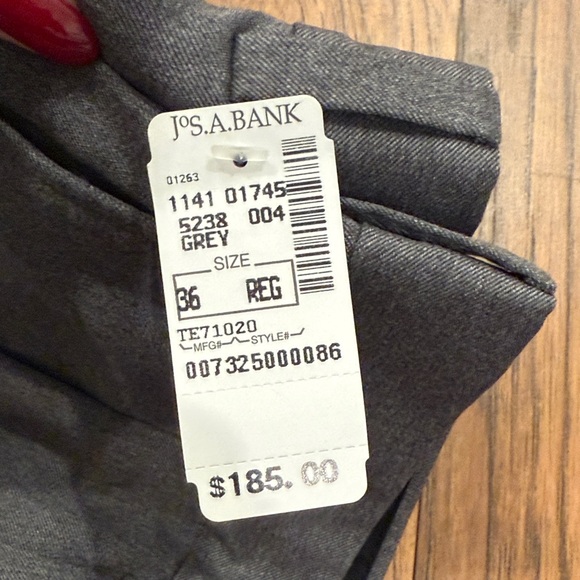 JoS.A.BANK
01263
1141 01745
5238 004
GREY
SIZE
36 REG
TE71020
MFG# STYLE#
007325000086
$185.00